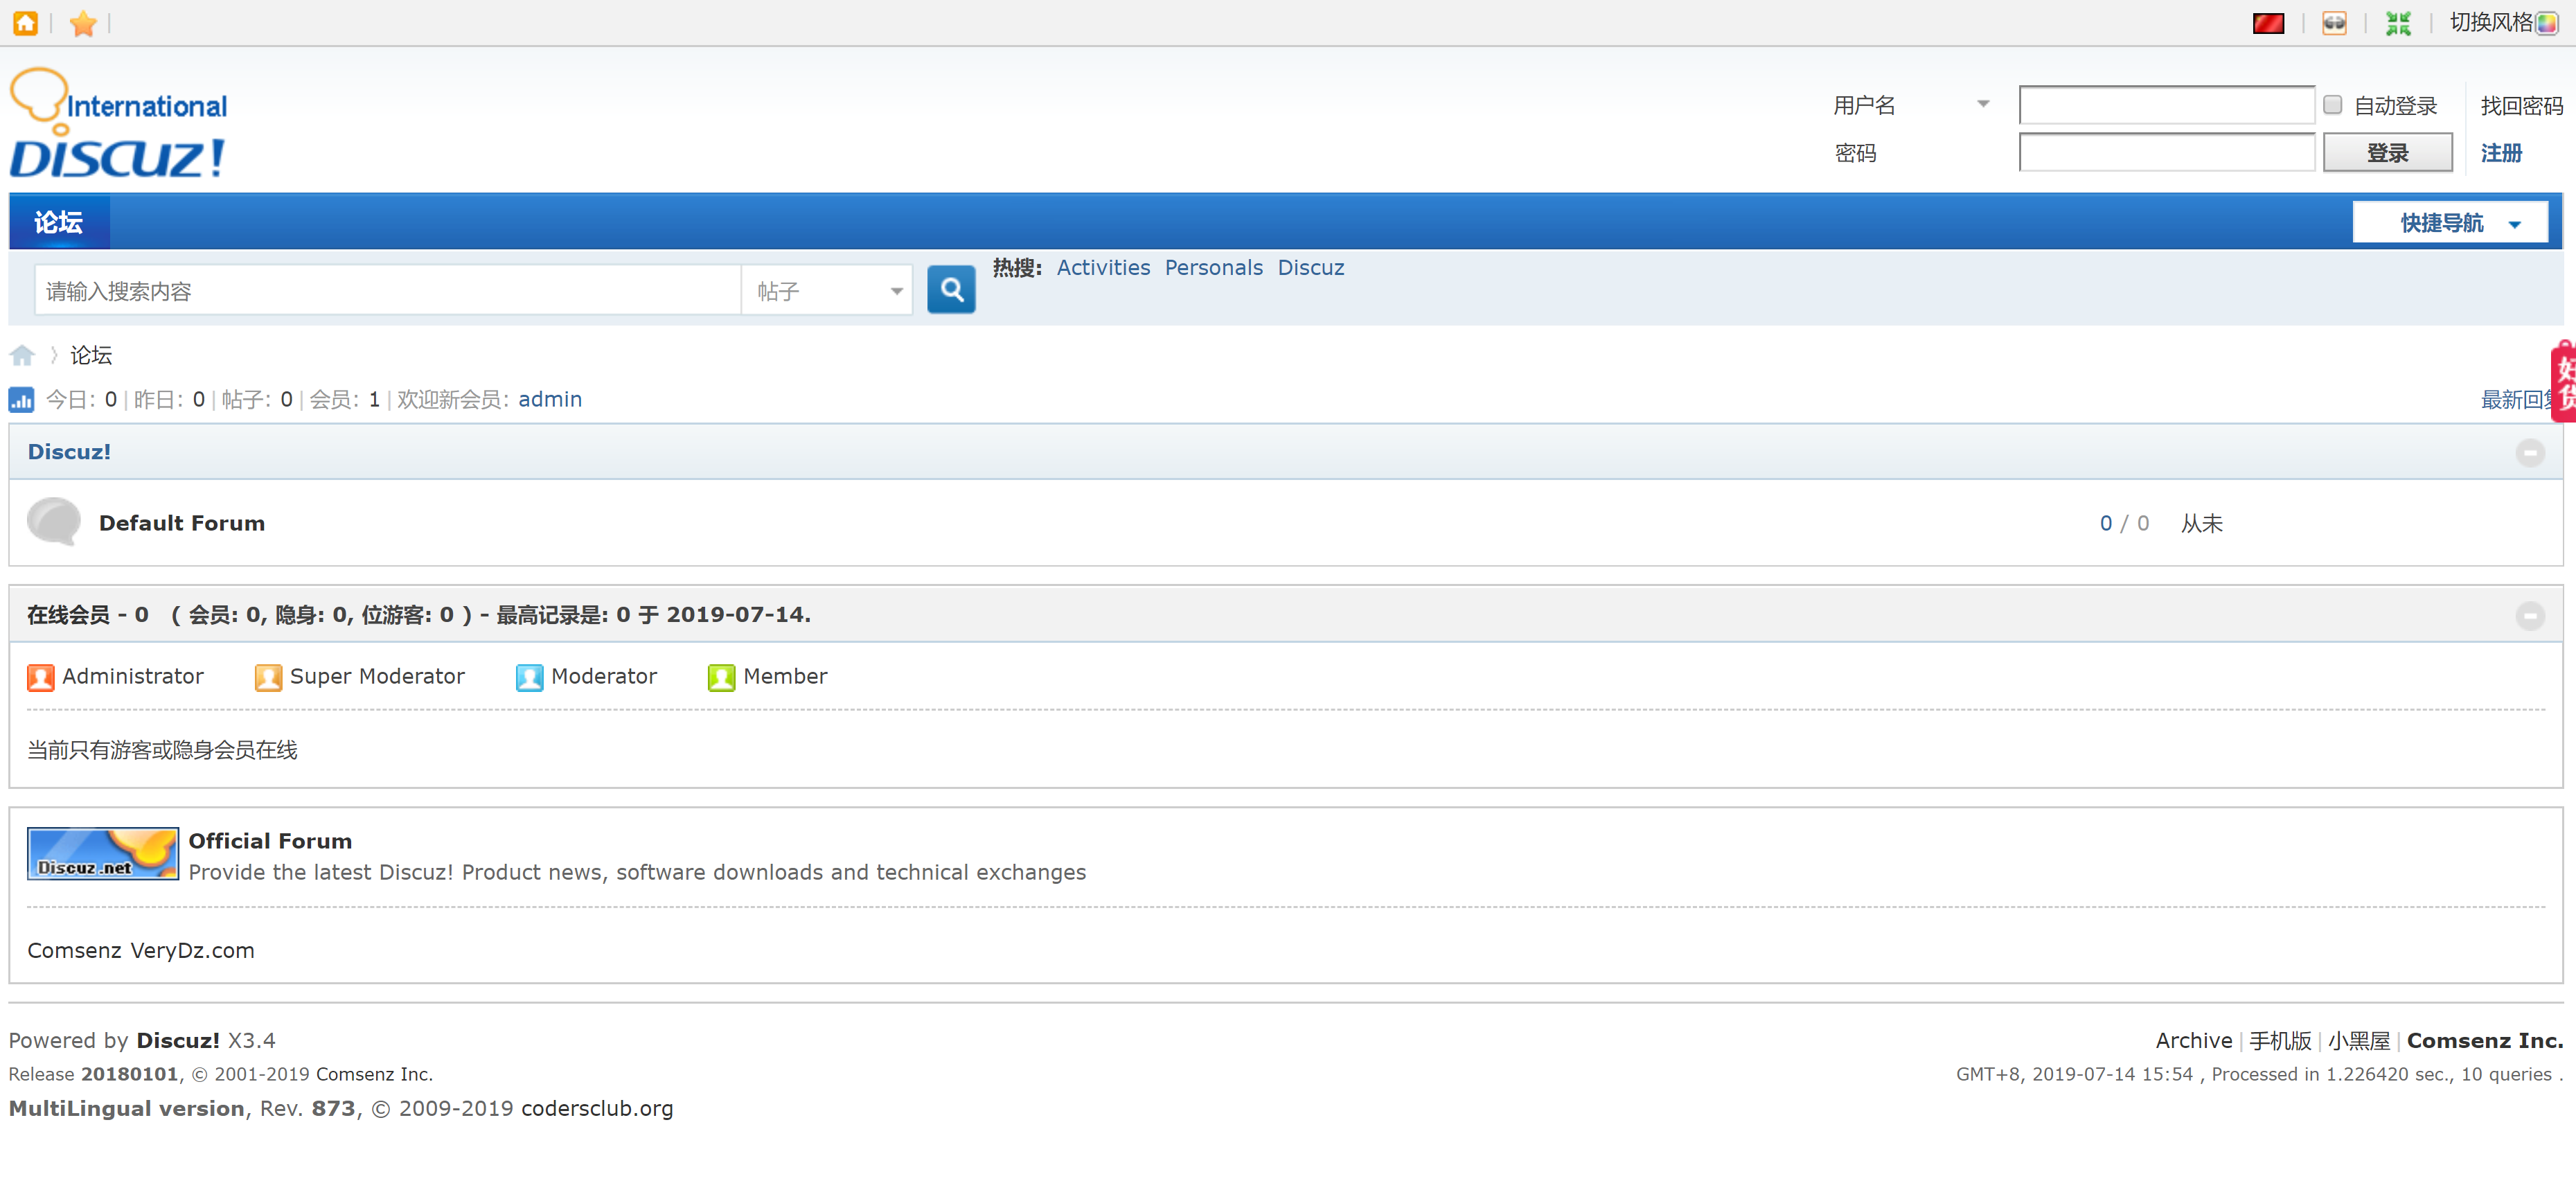 切换风格
International
Discuz!
用户名 自动登录 找回密码
密码 登录 注册
论坛 快捷导航
请输入搜索内容 帖子 热搜: Activities Personals Discuz
论坛
今日: 0 | 昨日: 0 | 帖子: 0 | 会员: 1 | 欢迎新会员: admin 最新回复
好货
Discuz!
Default Forum 0 / 0 从未
在线会员 - 0 ( 会员: 0, 隐身: 0, 位游客: 0 ) - 最高记录是: 0 于 2019-07-14.
Administrator Super Moderator Moderator Member
当前只有游客或隐身会员在线
Discuz.net
Official Forum
Provide the latest Discuz! Product news, software downloads and technical exchanges
Comsenz VeryDz.com
Powered by Discuz! X3.4 Archive | 手机版 | 小黑屋 | Comsenz Inc.
Release 20180101, © 2001-2019 Comsenz Inc. GMT+8, 2019-07-14 15:54 , Processed in 1.226420 sec., 10 queries .
MultiLingual version, Rev. 873, © 2009-2019 codersclub.org